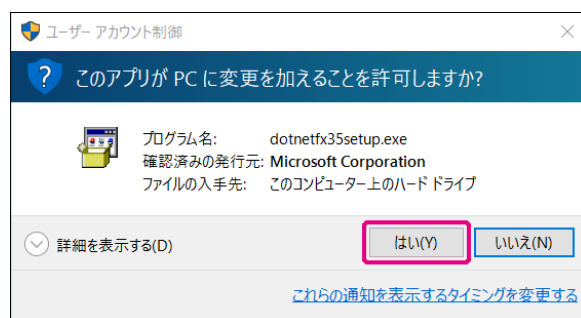 ユーザー アカウント制御
このアプリが PC に変更を加えることを許可しますか?
プログラム名: dotnetfx35setup.exe
確認済みの発行元: Microsoft Corporation
ファイルの入手先: このコンピューター上のハード ドライブ
詳細を表示する(D)
はい(Y)
いいえ(N)
これらの通知を表示するタイミングを変更する